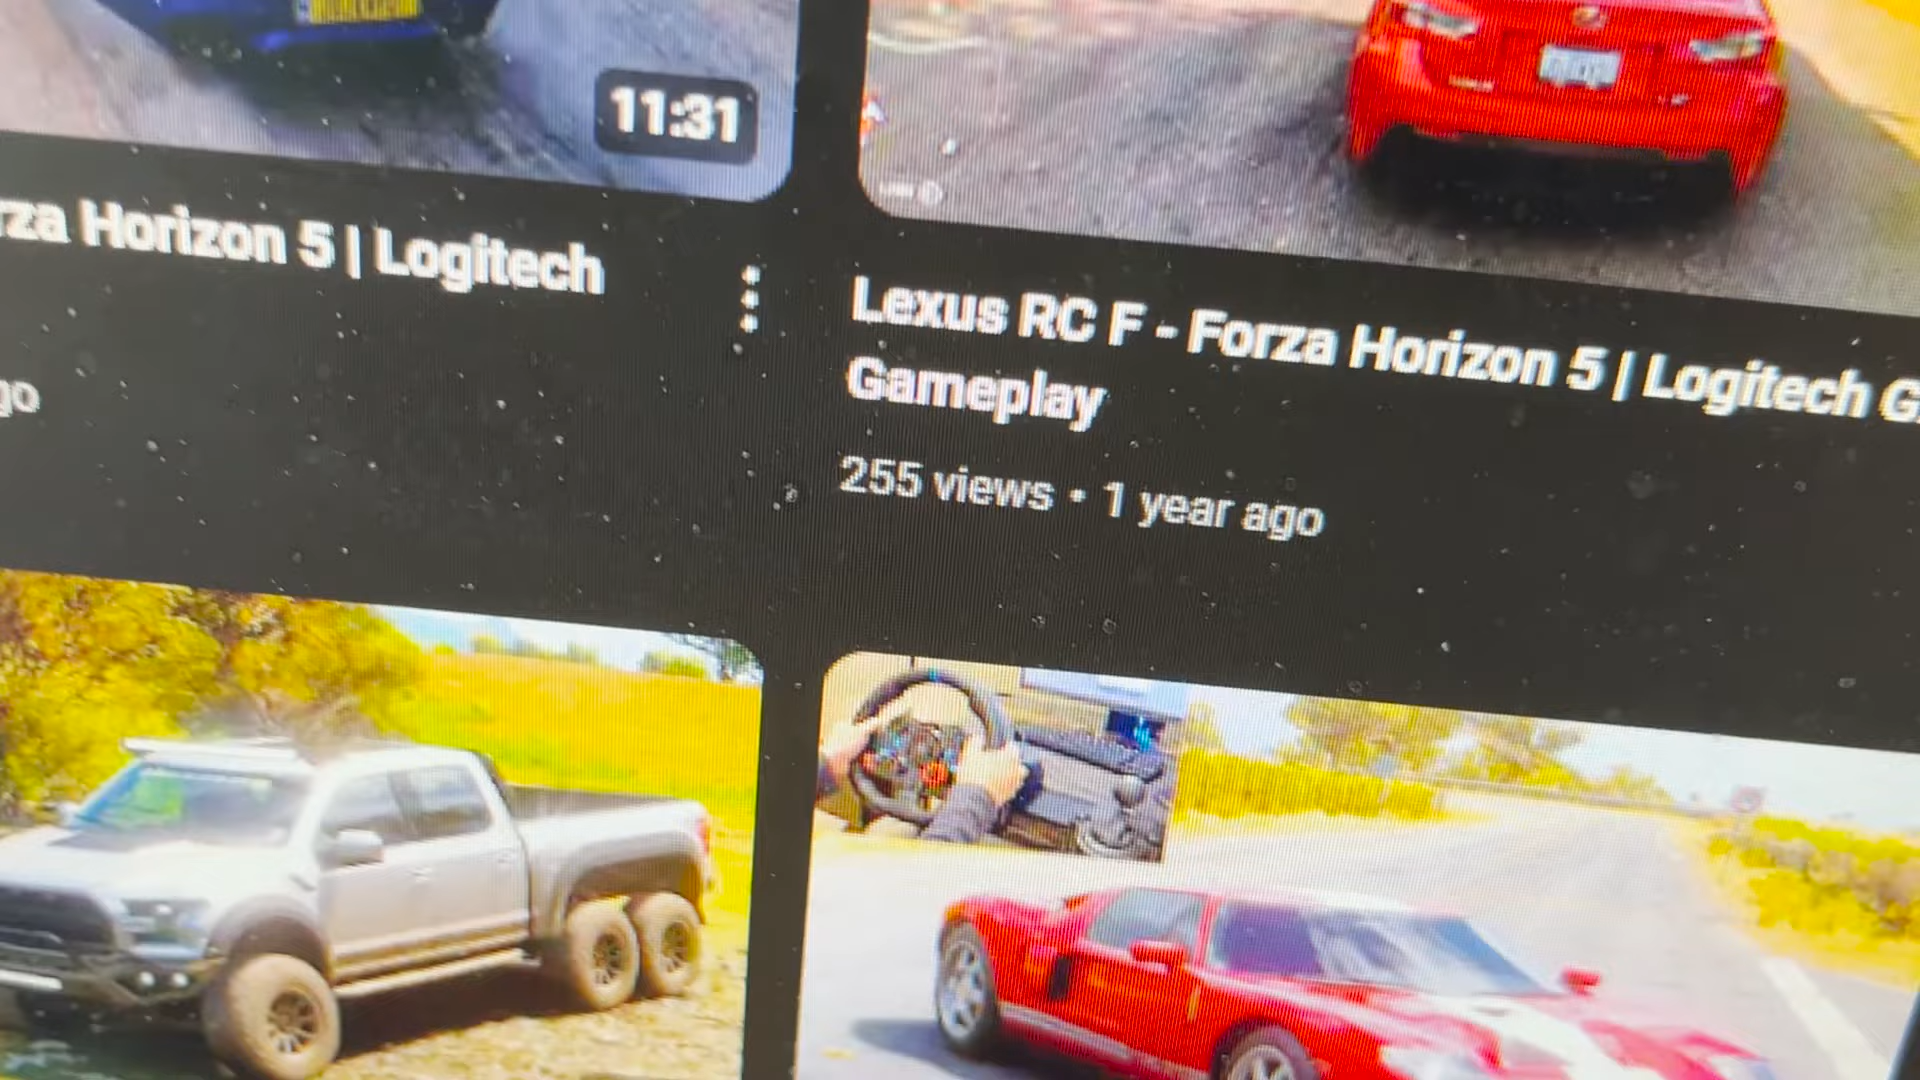 11:31
rza Horizon 5 | Logitech
go
Lexus RC F - Forza Horizon 5 | Logitech G
Gameplay
255 views • 1 year ago